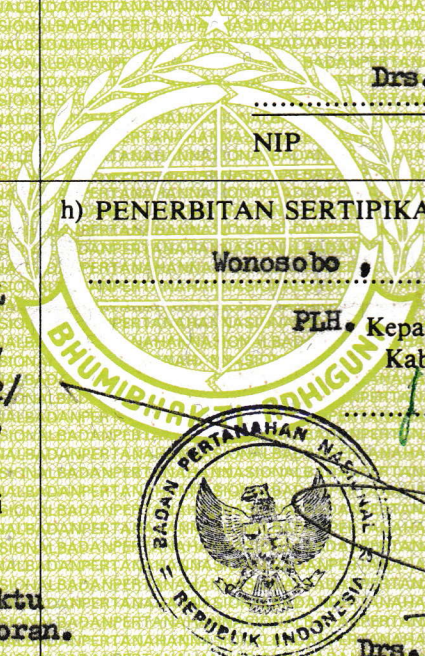 Drs.
NIP
h) PENERBITAN SERTIPIKA
Wonosobo ,
PLH. Kepa
Kab
BHUMIBHAKTI ADHIGUNA
BADAN PERTANAHAN NASIONAL
REPUBLIK INDONESIA
ktu
oran.
Drs.